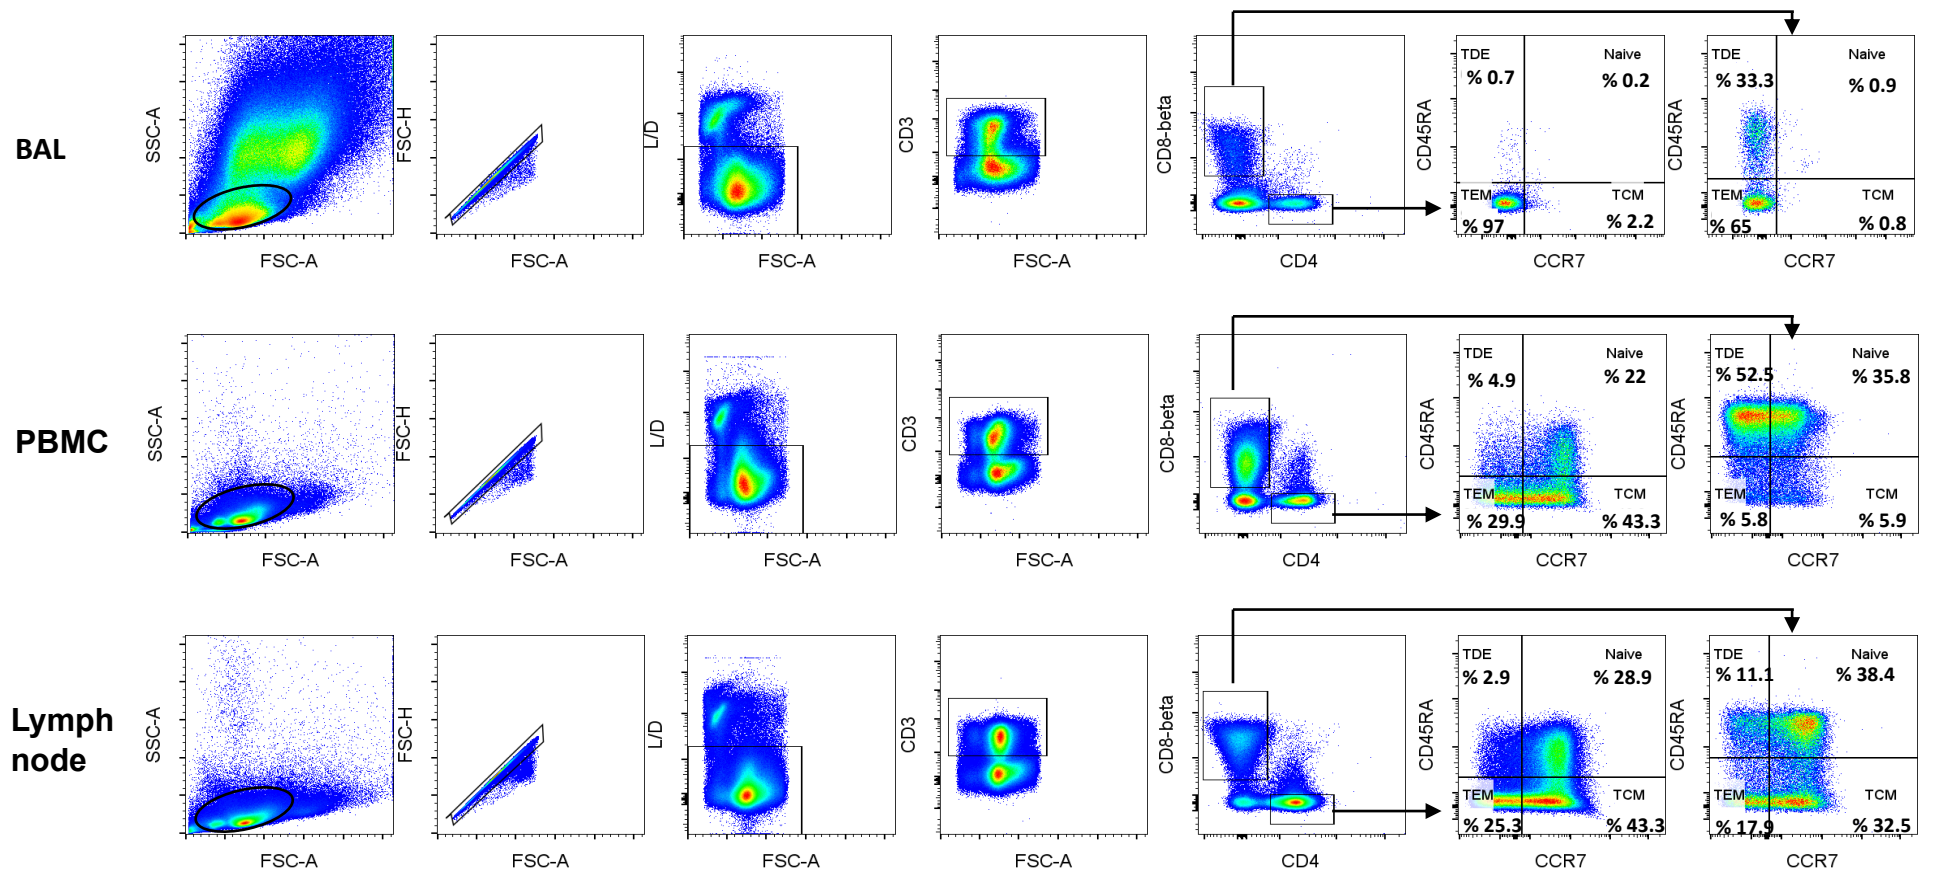 BAL
SSC-A
FSC-A
FSC-H
FSC-A
L/D
FSC-A
CD3
FSC-A
CD8-beta
CD4
CD45RA
TDE
% 0.7
Naive
% 0.2
TEM
% 97
TCM
% 2.2
CCR7
CD45RA
TDE
% 33.3
Naive
% 0.9
TEM
% 65
TCM
% 0.8
CCR7
PBMC
SSC-A
FSC-A
FSC-H
FSC-A
L/D
FSC-A
CD3
FSC-A
CD8-beta
CD4
CD45RA
TDE
% 4.9
Naive
% 22
TEM
% 29.9
TCM
% 43.3
CCR7
CD45RA
TDE
% 52.5
Naive
% 35.8
TEM
% 5.8
TCM
% 5.9
CCR7
Lymph
node
SSC-A
FSC-A
FSC-H
FSC-A
L/D
FSC-A
CD3
FSC-A
CD8-beta
CD4
CD45RA
TDE
% 2.9
Naive
% 28.9
TEM
% 25.3
TCM
% 43.3
CCR7
CD45RA
TDE
% 11.1
Naive
% 38.4
TEM
% 17.9
TCM
% 32.5
CCR7